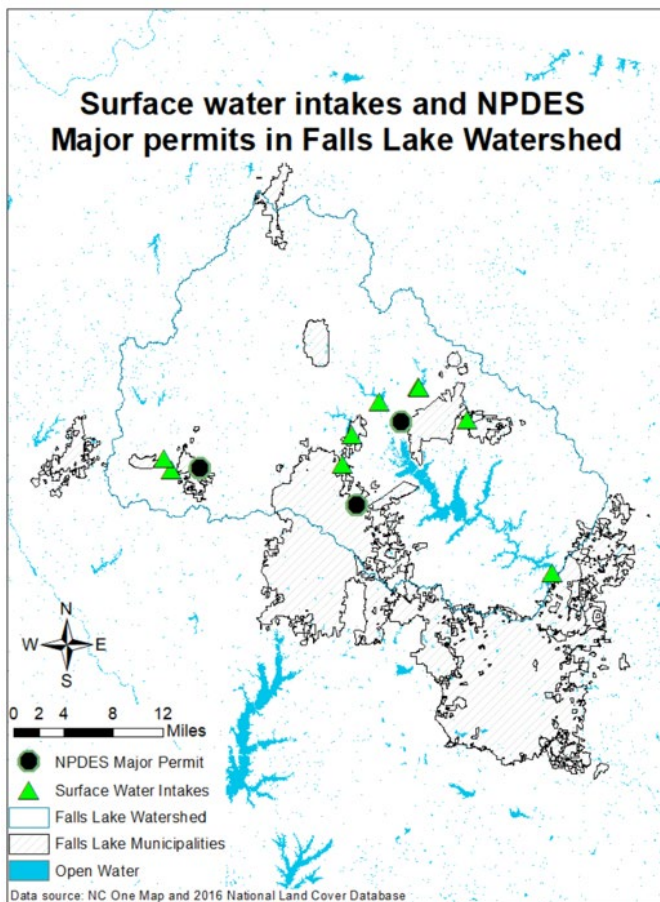 Surface water intakes and NPDES
Major permits in Falls Lake Watershed
N
W E
S
0 2 4 8 12
Miles
NPDES Major Permit
Surface Water Intakes
Falls Lake Watershed
Falls Lake Municipalities
Open Water
Data source: NC One Map and 2016 National Land Cover Database